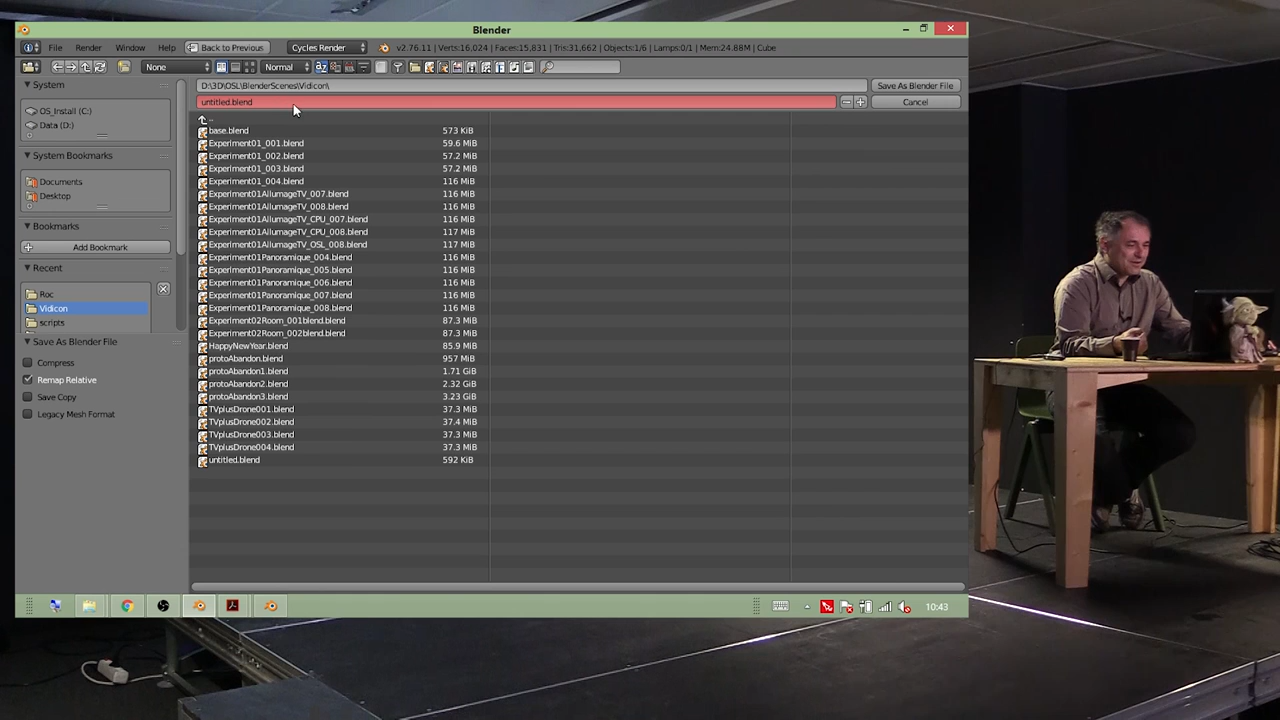 Blender
File Render Window Help Back to Previous Cycles Render v2.76.11 | Verts:16,024 | Faces:15,831 | Tris:31,662 | Objects:1/6 | Lamps:0/1 | Mem:24.88M | Cube
None Normal
System
D:\3D\OSL\BlenderScenes\Vidicon\ Save As Blender File
untitled.blend Cancel
OS_Install (C:)
Data (D:)
System Bookmarks
Documents
Desktop
Bookmarks
Add Bookmark
Recent
Roc
Vidicon
scripts
Save As Blender File
Compress
Remap Relative
Save Copy
Legacy Mesh Format
..
base.blend 573 KiB
Experiment01_001.blend 59.6 MiB
Experiment01_002.blend 57.2 MiB
Experiment01_003.blend 57.2 MiB
Experiment01_004.blend 116 MiB
Experiment01AllumageTV_007.blend 116 MiB
Experiment01AllumageTV_008.blend 116 MiB
Experiment01AllumageTV_CPU_007.blend 116 MiB
Experiment01AllumageTV_CPU_008.blend 117 MiB
Experiment01AllumageTV_OSL_008.blend 117 MiB
Experiment01Panoramique_004.blend 116 MiB
Experiment01Panoramique_005.blend 116 MiB
Experiment01Panoramique_006.blend 116 MiB
Experiment01Panoramique_007.blend 116 MiB
Experiment01Panoramique_008.blend 116 MiB
Experiment02Room_001blend.blend 87.3 MiB
Experiment02Room_002blend.blend 87.3 MiB
HappyNewYear.blend 85.9 MiB
protoAbandon.blend 957 MiB
protoAbandon1.blend 1.71 GiB
protoAbandon2.blend 2.32 GiB
protoAbandon3.blend 3.23 GiB
TVplusDrone001.blend 37.3 MiB
TVplusDrone002.blend 37.4 MiB
TVplusDrone003.blend 37.3 MiB
TVplusDrone004.blend 37.3 MiB
untitled.blend 592 KiB
10:43